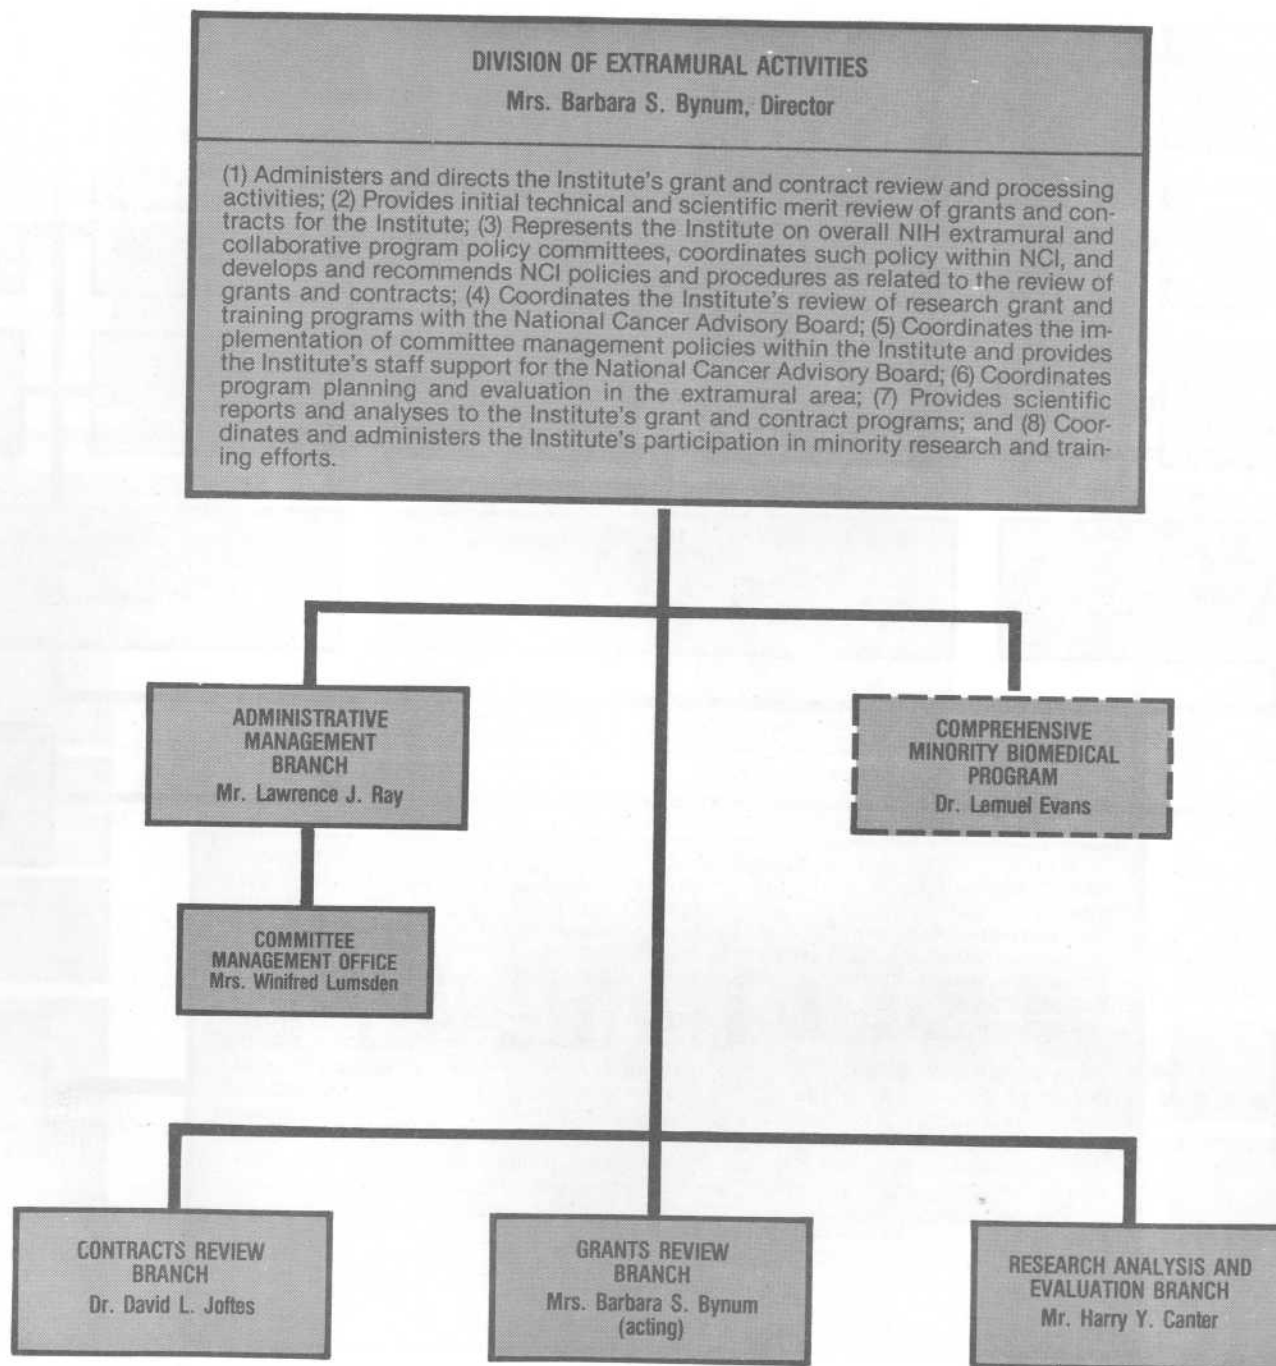 DIVISION OF EXTRAMURAL ACTIVITIES
Mrs. Barbara S. Bynum, Director
(1) Administers and directs the Institute's grant and contract review and processing
activities; (2) Provides initial technical and scientific merit review of grants and con-
tracts for the Institute; (3) Represents the Institute on overall NIH extramural and
collaborative program policy committees, coordinates such policy within NCI, and
develops and recommends NCI policies and procedures as related to the review of
grants and contracts; (4) Coordinates the Institute's review of research grant and
training programs with the National Cancer Advisory Board; (5) Coordinates the im-
plementation of committee management policies within the Institute and provides
the Institute's staff support for the National Cancer Advisory Board; (6) Coordinates
program planning and evaluation in the extramural area; (7) Provides scientific
reports and analyses to the Institute's grant and contract programs; and (8) Coor-
dinates and administers the Institute's participation in minority research and train-
ing efforts.
ADMINISTRATIVE
MANAGEMENT
BRANCH
Mr. Lawrence J. Ray
COMPREHENSIVE
MINORITY BIOMEDICAL
PROGRAM
Dr. Lemuel Evans
COMMITTEE
MANAGEMENT OFFICE
Mrs. Winifred Lumsden
CONTRACTS REVIEW
BRANCH
Dr. David L. Joftes
GRANTS REVIEW
BRANCH
Mrs. Barbara S. Bynum
(acting)
RESEARCH ANALYSIS AND
EVALUATION BRANCH
Mr. Harry Y. Canter